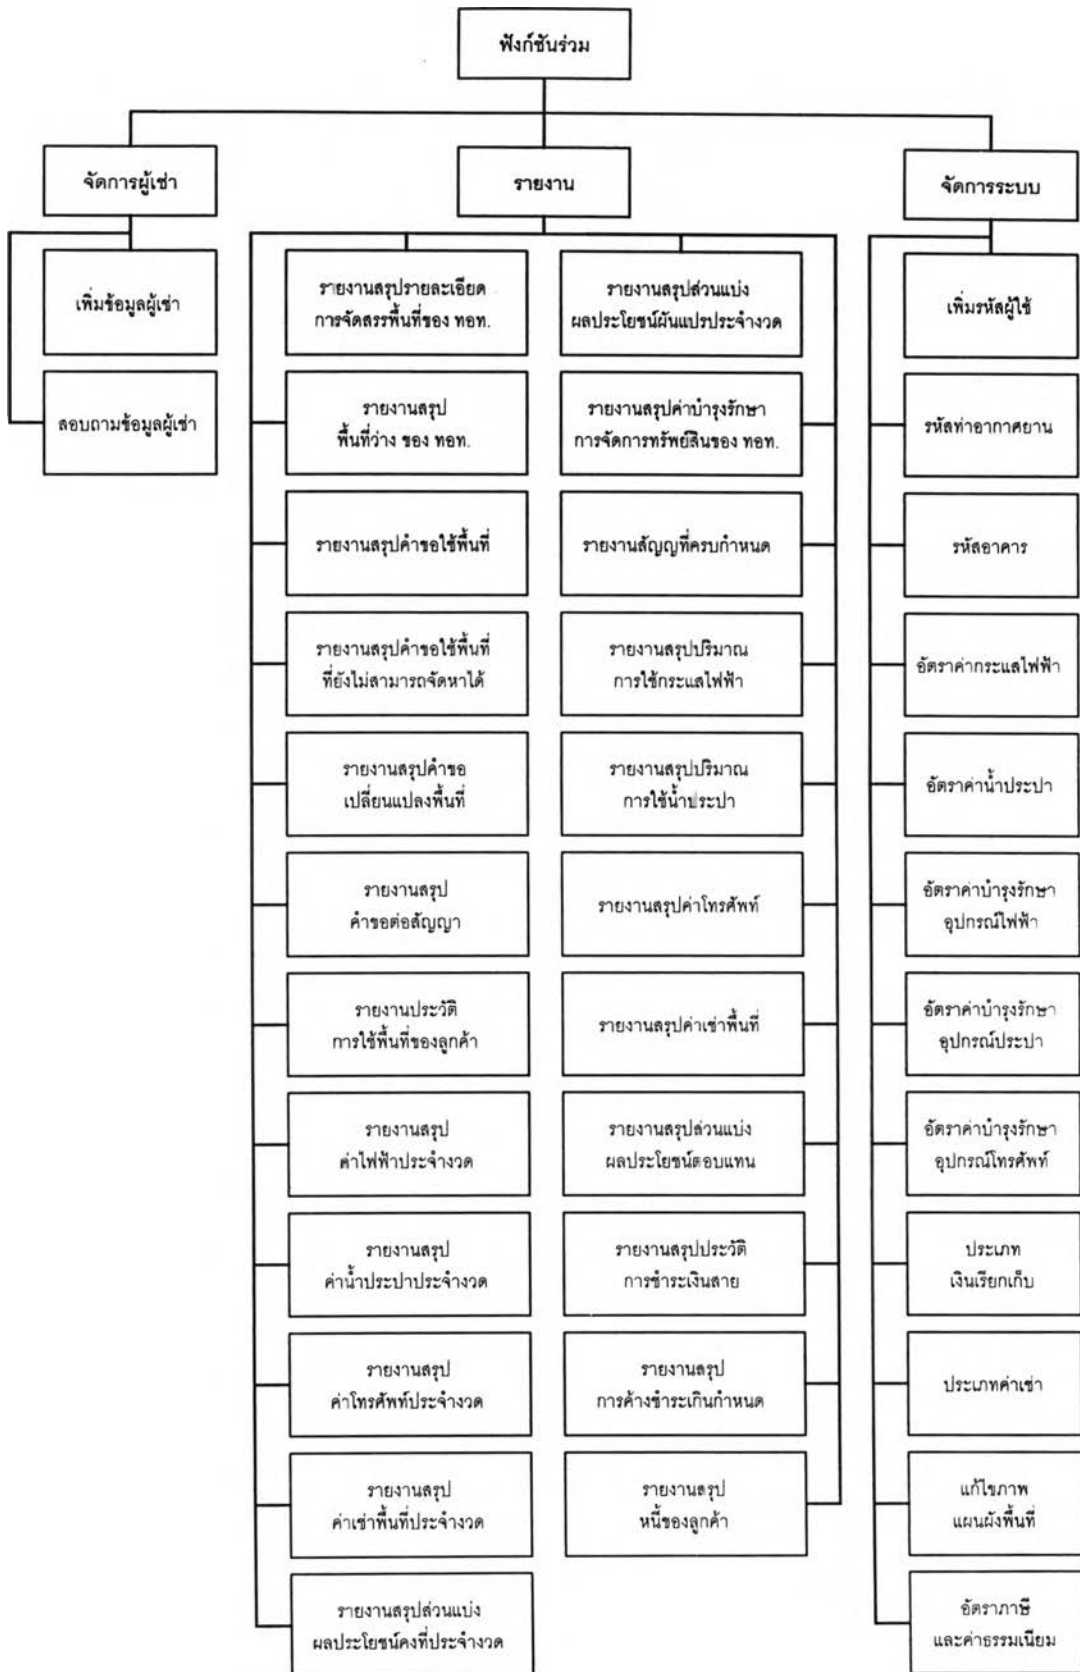 ฟังก์ชันร่วม
จัดการผู้เช่า
รายงาน
จัดการระบบ
เพิ่มข้อมูลผู้เช่า
สอบถามข้อมูลผู้เช่า
รายงานสรุปรายละเอียด
การจัดสรรพื้นที่ของ ทอท.
รายงานสรุป
พื้นที่ว่าง ของ ทอท.
รายงานสรุปคำขอใช้พื้นที่
รายงานสรุปคำขอใช้พื้นที่
ที่ยังไม่สามารถจัดหาได้
รายงานสรุปคำขอ
เปลี่ยนแปลงพื้นที่
รายงานสรุป
คำขอต่อสัญญา
รายงานประวัติ
การใช้พื้นที่ของลูกค้า
รายงานสรุป
ค่าไฟฟ้าประจำงวด
รายงานสรุป
ค่าน้ำประปาประจำงวด
รายงานสรุป
ค่าโทรศัพท์ประจำงวด
รายงานสรุป
ค่าเช่าพื้นที่ประจำงวด
รายงานสรุปส่วนแบ่ง
ผลประโยชน์คงที่ประจำงวด
รายงานสรุปส่วนแบ่ง
ผลประโยชน์ผันแปรประจำงวด
รายงานสรุปค่าบำรุงรักษา
การจัดการทรัพย์สินของ ทอท.
รายงานสัญญที่ครบกำหนด
รายงานสรุปปริมาณ
การใช้กระแสไฟฟ้า
รายงานสรุปปริมาณ
การใช้น้ำประปา
รายงานสรุปค่าโทรศัพท์
รายงานสรุปค่าเช่าพื้นที่
รายงานสรุปส่วนแบ่ง
ผลประโยชน์ตอบแทน
รายงานสรุปประวัติ
การชำระเงินสาย
รายงานสรุป
การค้างชำระเกินกำหนด
รายงานสรุป
หนี้ของลูกค้า
เพิ่มรหัสผู้ใช้
รหัสท่าอากาศยาน
รหัสอาคาร
อัตราค่ากระแสไฟฟ้า
อัตราค่าน้ำประปา
อัตราค่าบำรุงรักษา
อุปกรณ์ไฟฟ้า
อัตราค่าบำรุงรักษา
อุปกรณ์ประปา
อัตราค่าบำรุงรักษา
อุปกรณ์โทรศัพท์
ประเภท
เงินเรียกเก็บ
ประเภทค่าเช่า
แก้ไขภาพ
แผนผังพื้นที่
อัตราภาษี
และค่าธรรมเนียม